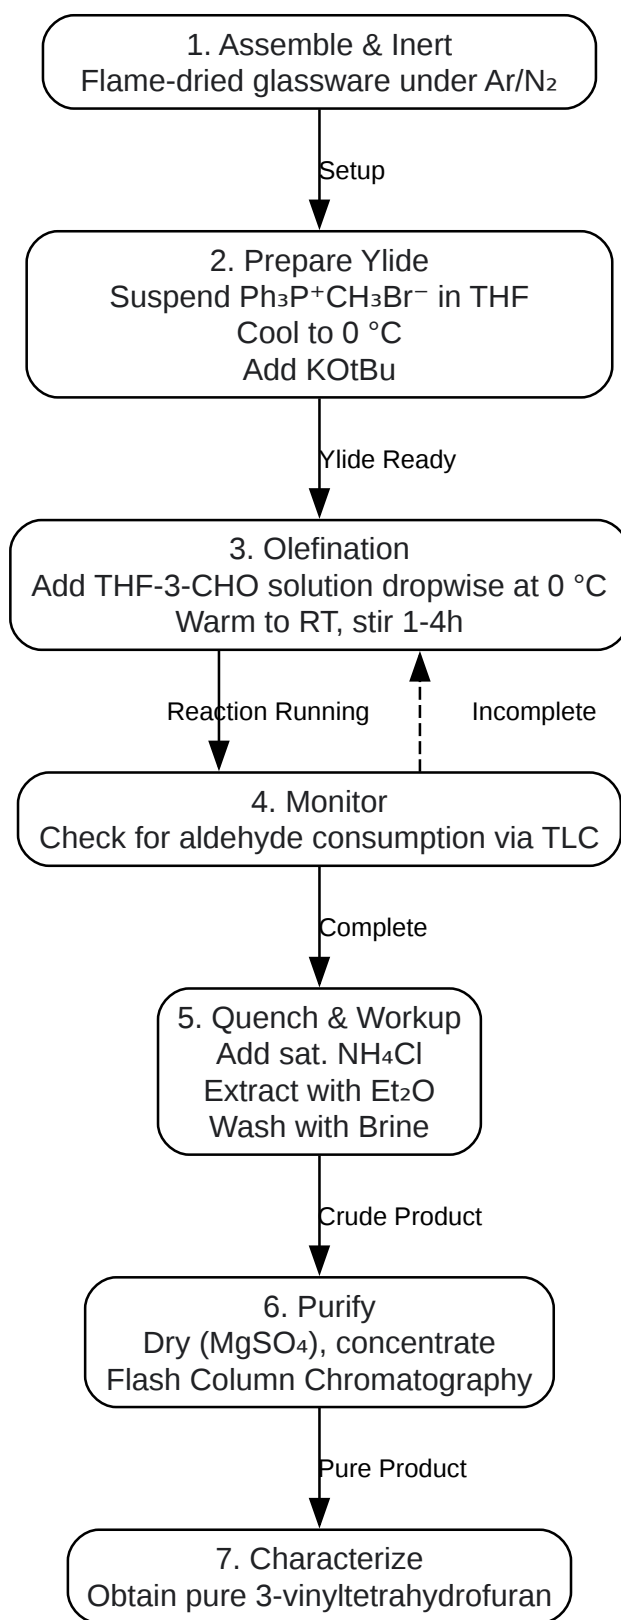 1. Assemble & Inert
Flame-dried glassware under Ar/N₂
Setup
2. Prepare Ylide
Suspend Ph₃P⁺CH₃Br⁻ in THF
Cool to 0 °C
Add KOtBu
Ylide Ready
3. Olefination
Add THF-3-CHO solution dropwise at 0 °C
Warm to RT, stir 1-4h
Reaction Running
Incomplete
4. Monitor
Check for aldehyde consumption via TLC
Complete
5. Quench & Workup
Add sat. NH₄Cl
Extract with Et₂O
Wash with Brine
Crude Product
6. Purify
Dry (MgSO₄), concentrate
Flash Column Chromatography
Pure Product
7. Characterize
Obtain pure 3-vinyltetrahydrofuran